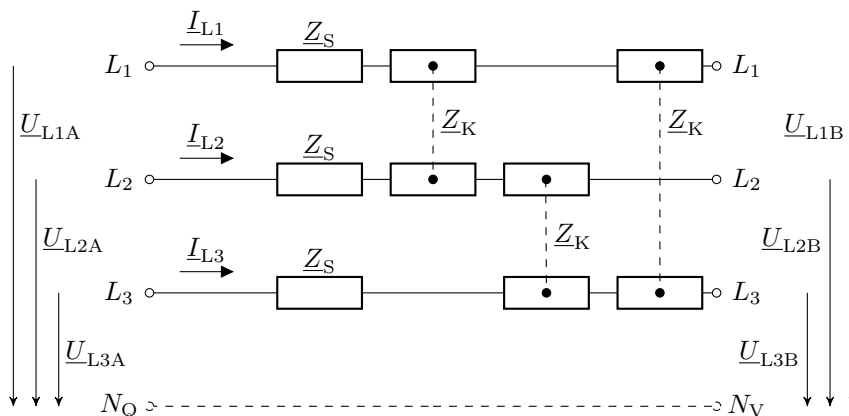 I_L1
Z_S
L_1
L_1
U_L1A
Z_K
Z_K
U_L1B
I_L2
Z_S
L_2
L_2
U_L2A
Z_K
U_L2B
I_L3
Z_S
L_3
L_3
U_L3A
U_L3B
N_Q
N_V